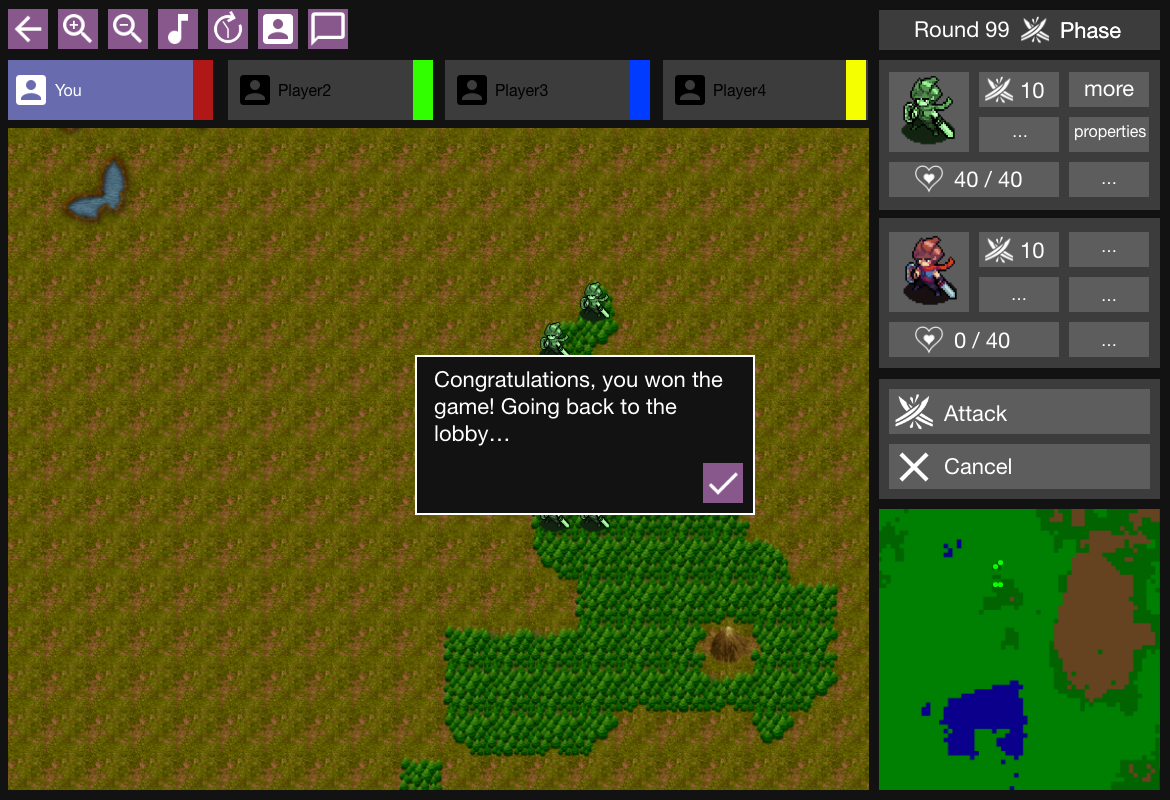 Round 99 Phase
You
Player2
Player3
Player4
10
more
...
properties
40 / 40
...
10
...
...
...
0 / 40
...
Attack
Cancel
Congratulations, you won the
game! Going back to the
lobby…